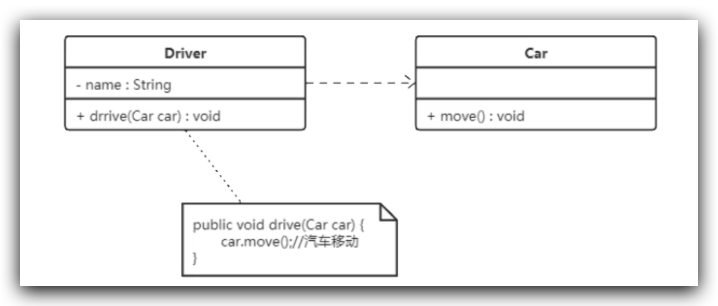 Driver
- name : String
+ drrive(Car car) : void
Car
+ move() : void
public void drive(Car car) {
car.move();//汽车移动
}